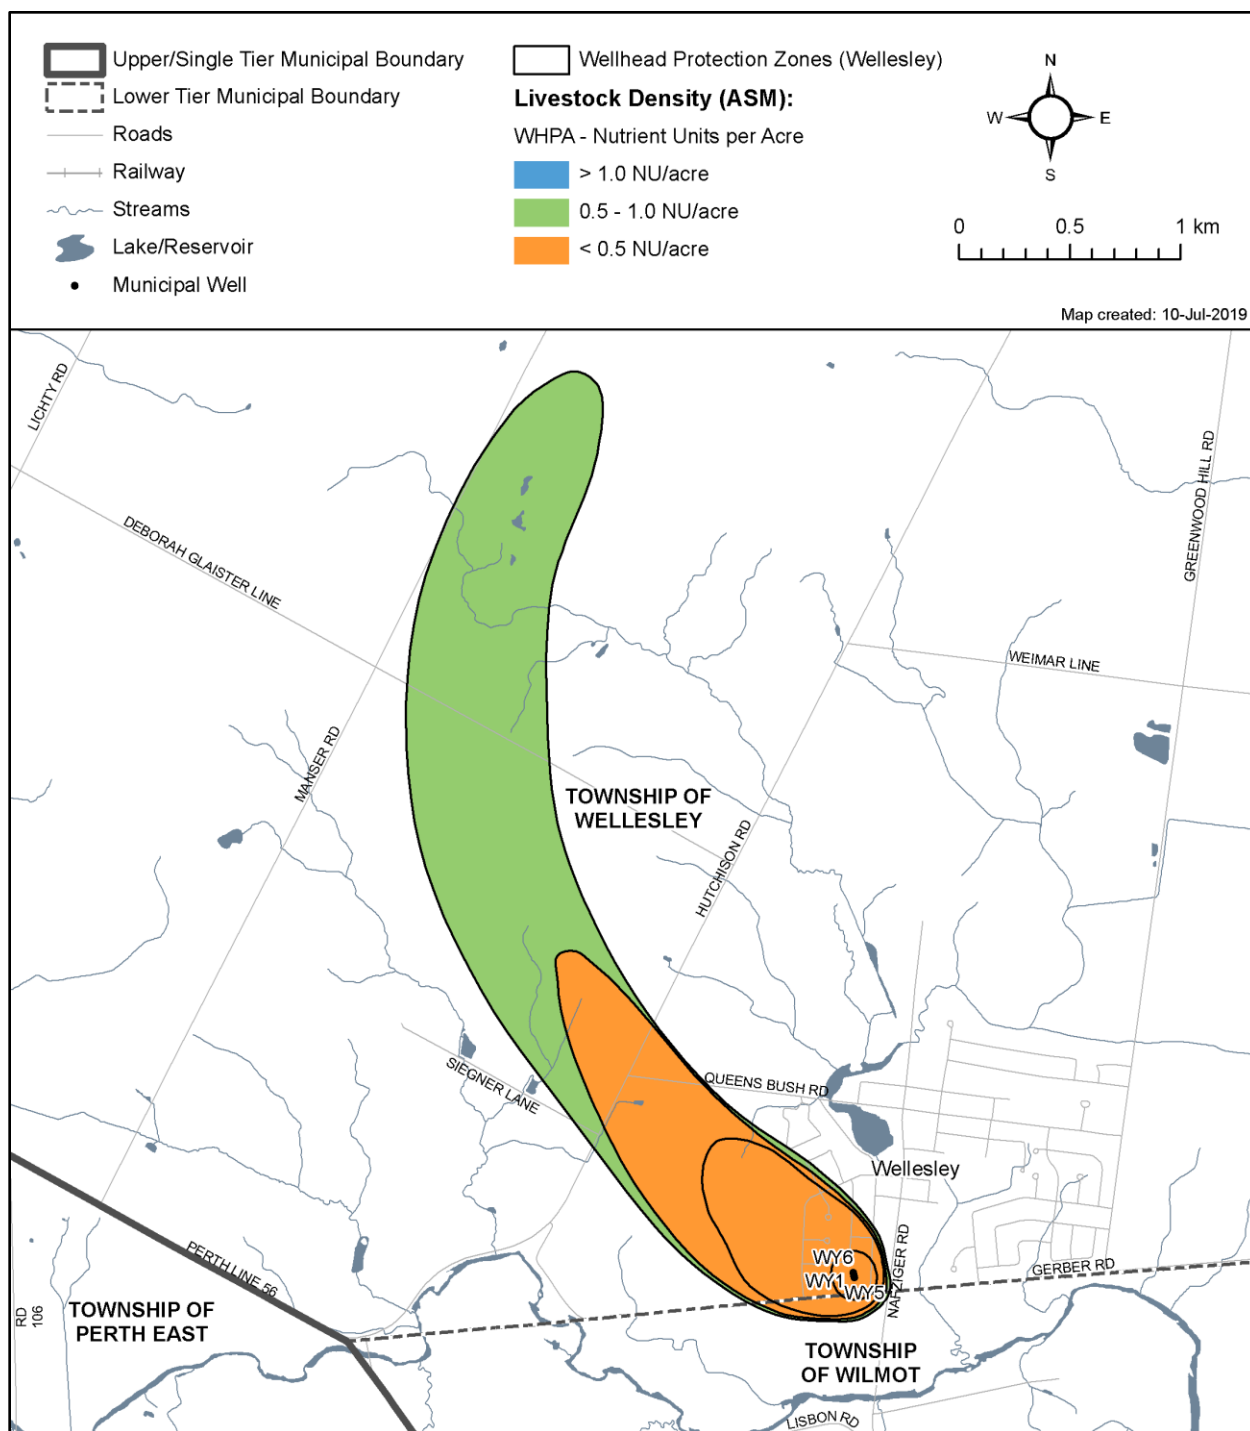 Upper/Single Tier Municipal Boundary
Lower Tier Municipal Boundary
Roads
Railway
Streams
Lake/Reservoir
Municipal Well
Wellhead Protection Zones (Wellesley)
Livestock Density (ASM):
WHPA - Nutrient Units per Acre
> 1.0 NU/acre
0.5 - 1.0 NU/acre
< 0.5 NU/acre
N
W E
S
0 0.5 1 km
Map created: 10-Jul-2019
LICHTY RD
DEBORAH GLAISTER LINE
GREENWOOD HILL RD
WEIMAR LINE
MANSER RD
TOWNSHIP OF
WELLESLEY
HUTCHISON RD
SIEGNER LANE
QUEENS BUSH RD
Wellesley
WY6
WY1
WY5
NAFZIGER RD
GERBER RD
PERTH LINE 56
RD
106
TOWNSHIP OF
PERTH EAST
TOWNSHIP
OF WILMOT
LISBON RD